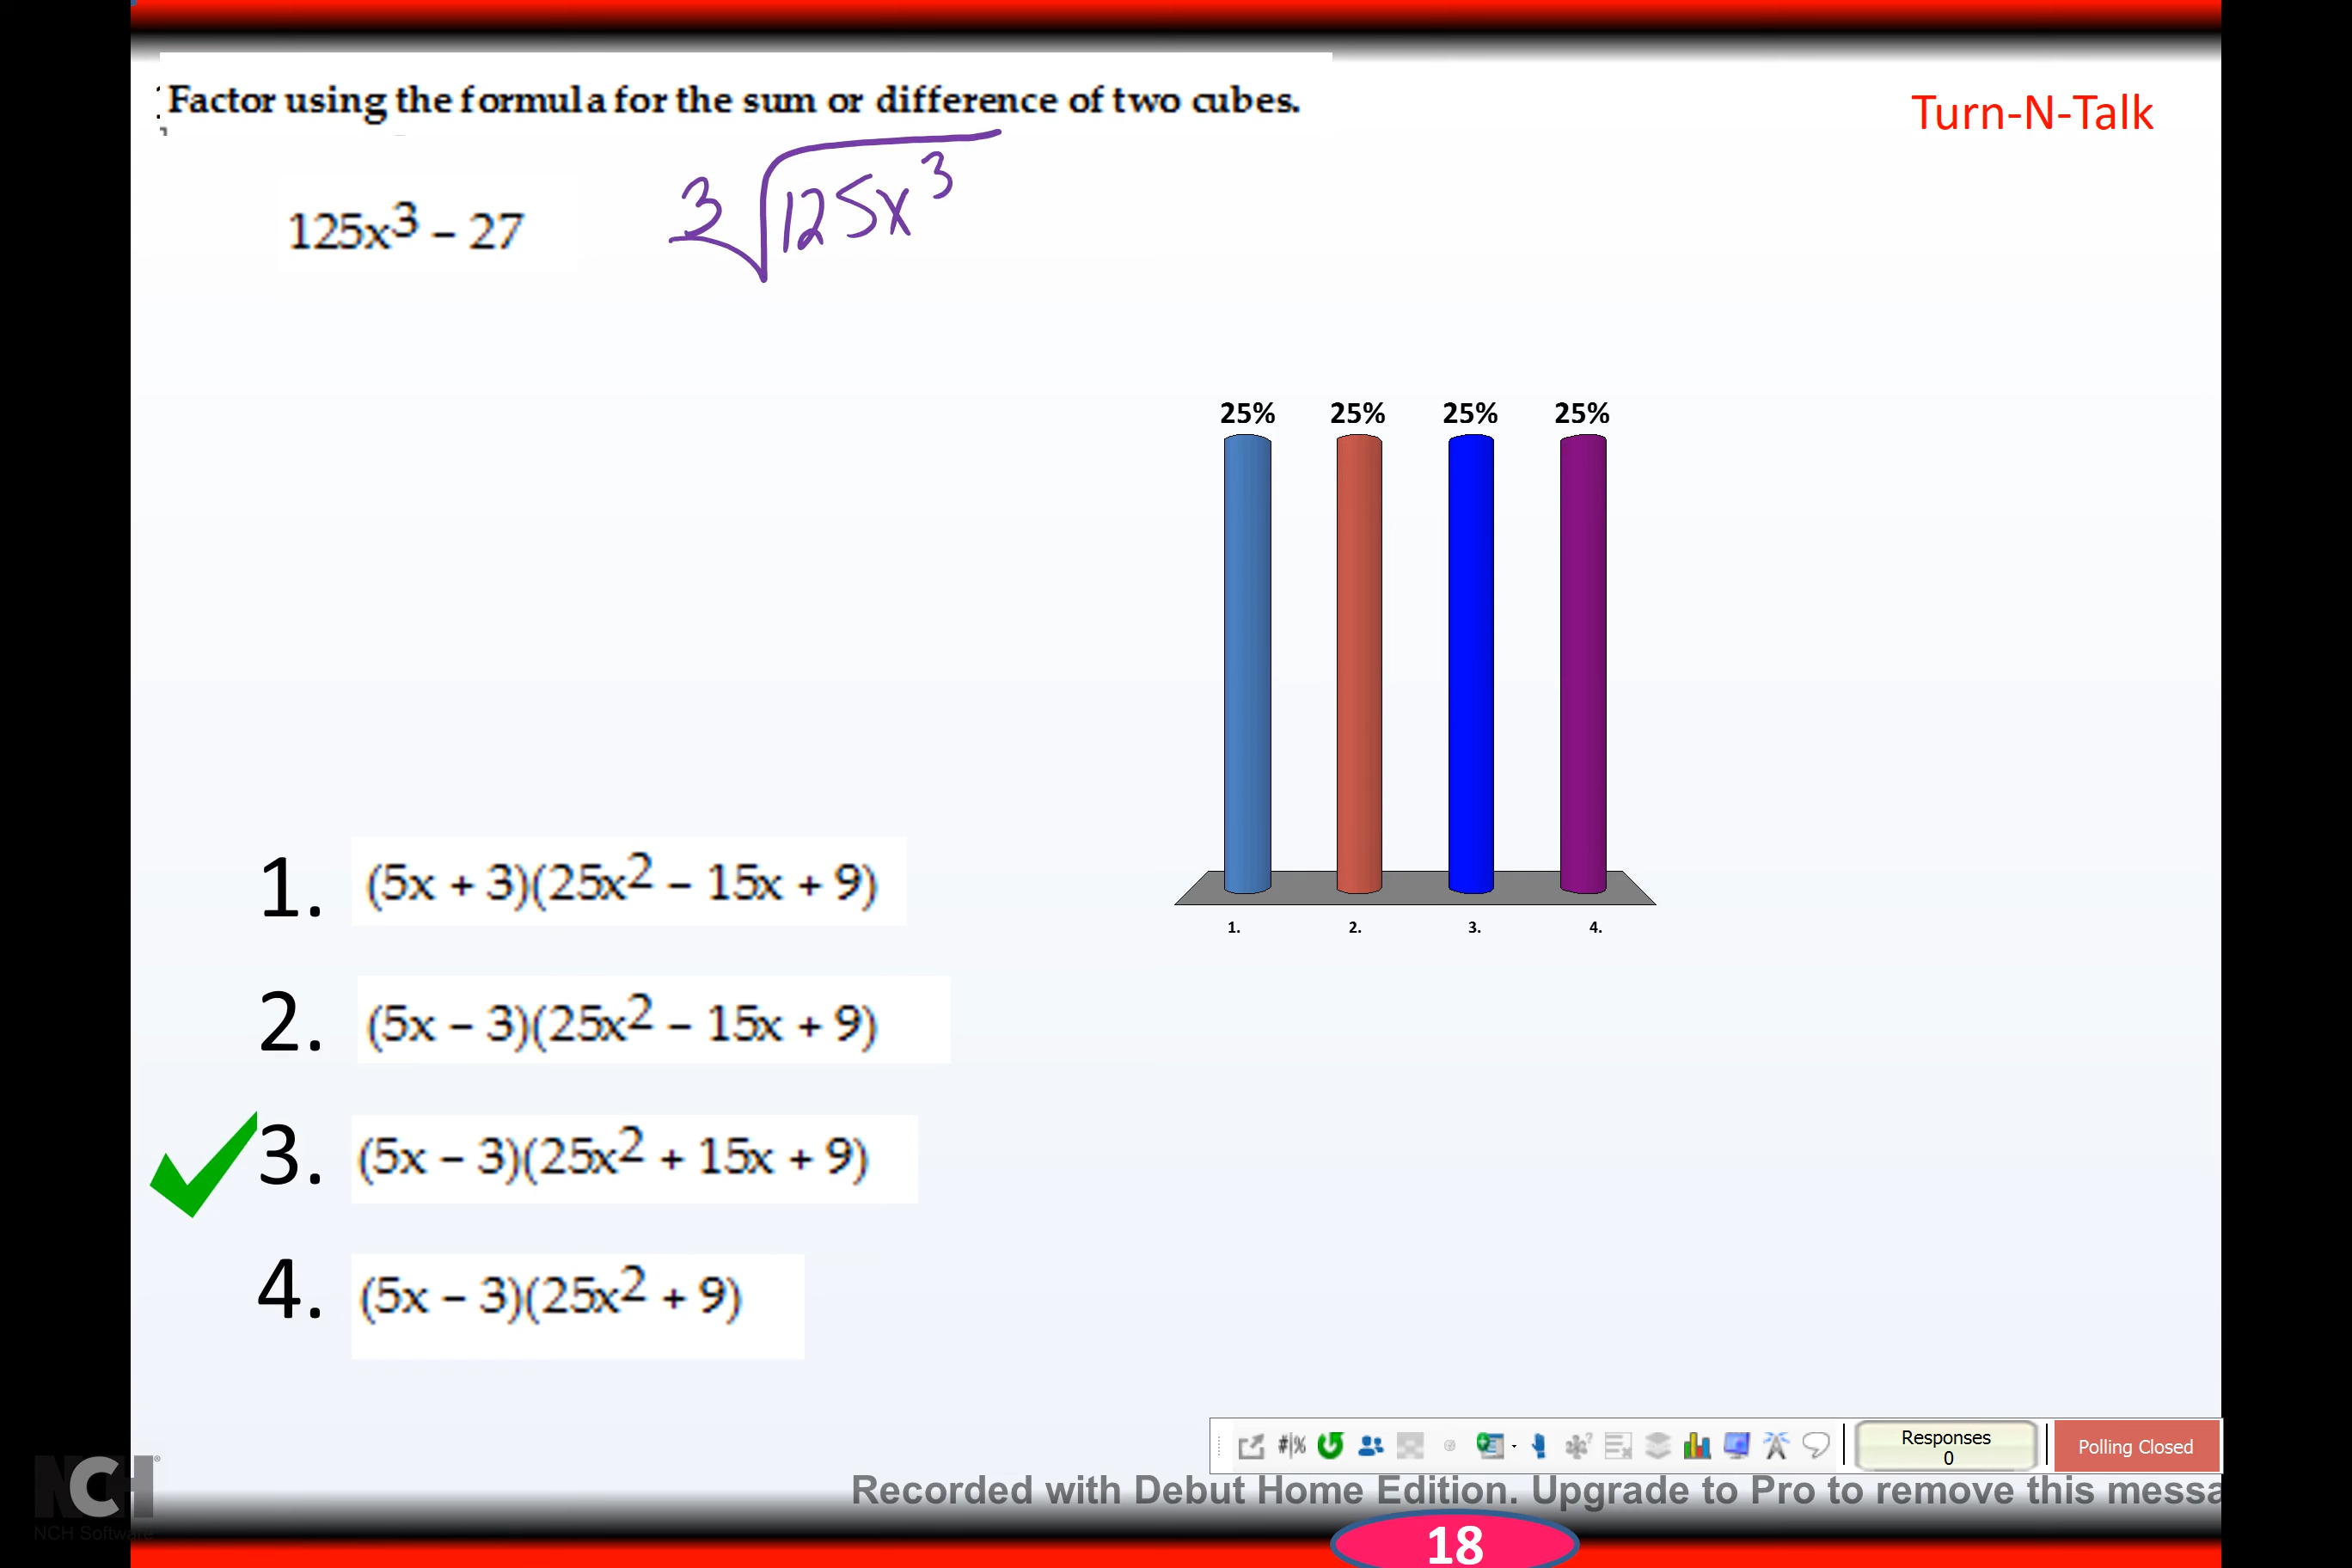 Factor using the formula for the sum or difference of two cubes.
Turn-N-Talk
125x³ – 27
3√125x³
25% 25% 25% 25%
1. 2. 3. 4.
1. (5x + 3)(25x² – 15x + 9)
2. (5x – 3)(25x² – 15x + 9)
3. (5x – 3)(25x² + 15x + 9)
4. (5x – 3)(25x² + 9)
#|%
Responses
0
Polling Closed
NCH
NCH Software
Recorded with Debut Home Edition. Upgrade to Pro to remove this messa
18